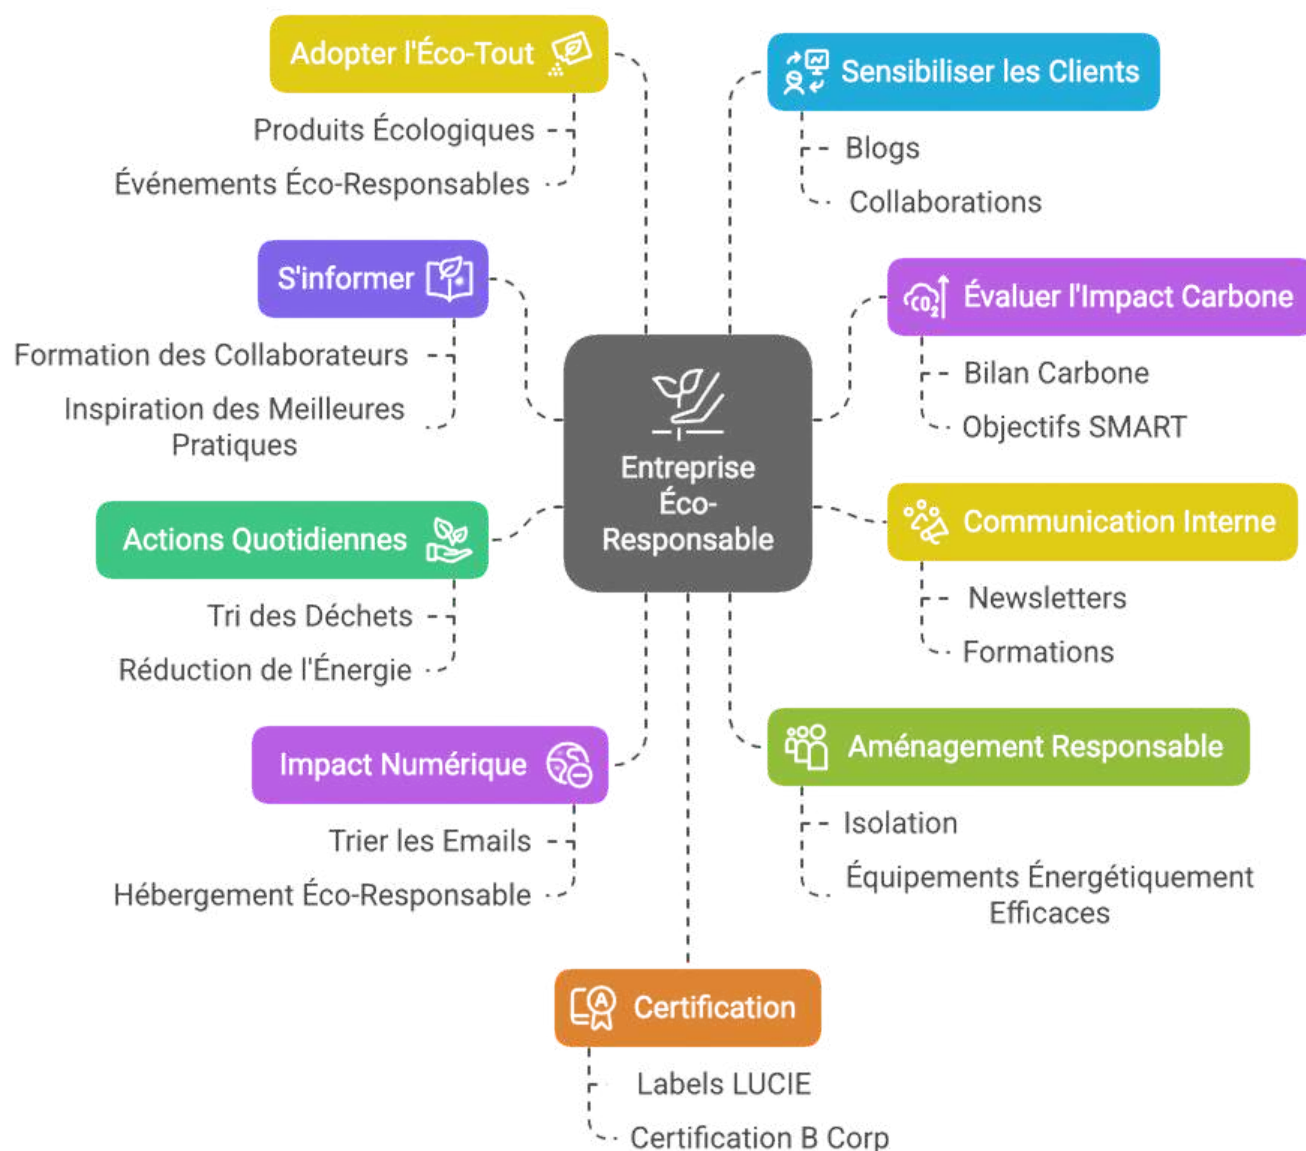 Adopter l'Éco-Tout
Produits Écologiques
Événements Éco-Responsables
Sensibiliser les Clients
Blogs
Collaborations
S'informer
Formation des Collaborateurs
Inspiration des Meilleures
Pratiques
Évaluer l'Impact Carbone
CO2
Bilan Carbone
Objectifs SMART
Entreprise
Éco-
Responsable
Actions Quotidiennes
Tri des Déchets
Réduction de l'Énergie
Communication Interne
Newsletters
Formations
Impact Numérique
Trier les Emails
Hébergement Éco-Responsable
Aménagement Responsable
Isolation
Équipements Énergétiquement
Efficaces
A
Certification
Labels LUCIE
Certification B Corp